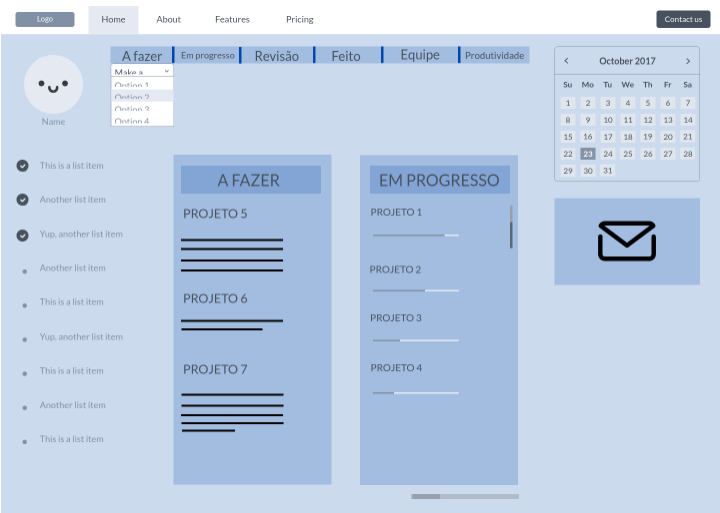 Logo
Home
About
Features
Pricing
Contact us
A fazer
Em progresso
Revisão
Feito
Equipe
Produtividade
Make a
Option 1
Option 2
Option 3
Option 4
Name
This is a list item
Another list item
Yup, another list item
Another list item
This is a list item
Yup, another list item
This is a list item
Another list item
This is a list item
A FAZER
PROJETO 5
PROJETO 6
PROJETO 7
EM PROGRESSO
PROJETO 1
PROJETO 2
PROJETO 3
PROJETO 4
October 2017
Su Mo Tu We Th Fr Sa
1 2 3 4 5 6 7
8 9 10 11 12 13 14
15 16 17 18 19 20 21
22 23 24 25 26 27 28
29 30 31